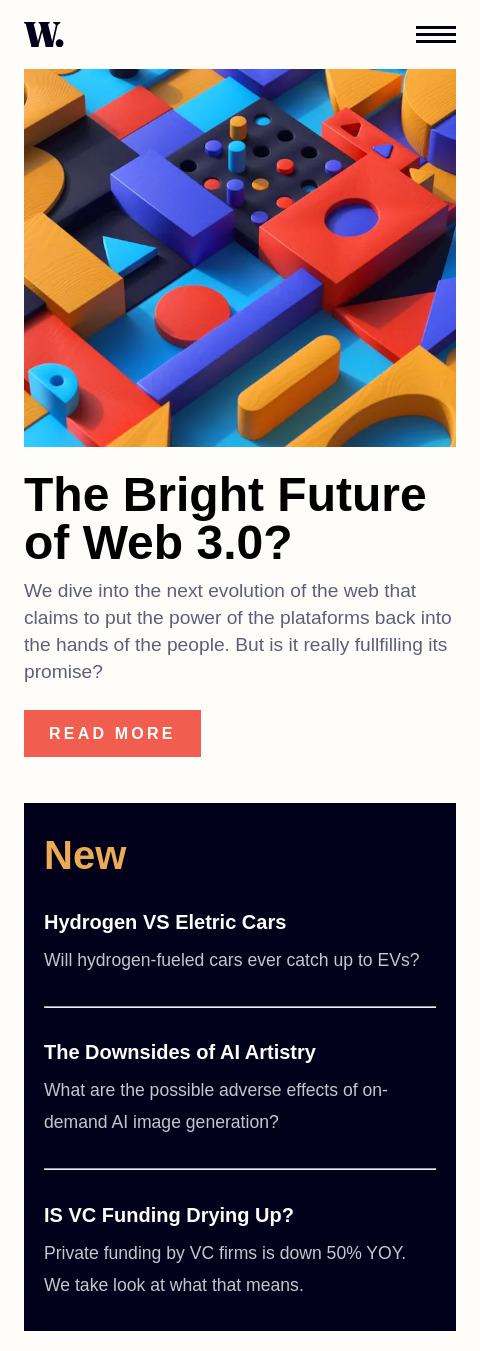 W.
The Bright Future
of Web 3.0?
We dive into the next evolution of the web that
claims to put the power of the plataforms back into
the hands of the people. But is it really fullfilling its
promise?
READ MORE
New
Hydrogen VS Eletric Cars
Will hydrogen-fueled cars ever catch up to EVs?
The Downsides of AI Artistry
What are the possible adverse effects of on-
demand AI image generation?
IS VC Funding Drying Up?
Private funding by VC firms is down 50% YOY.
We take look at what that means.